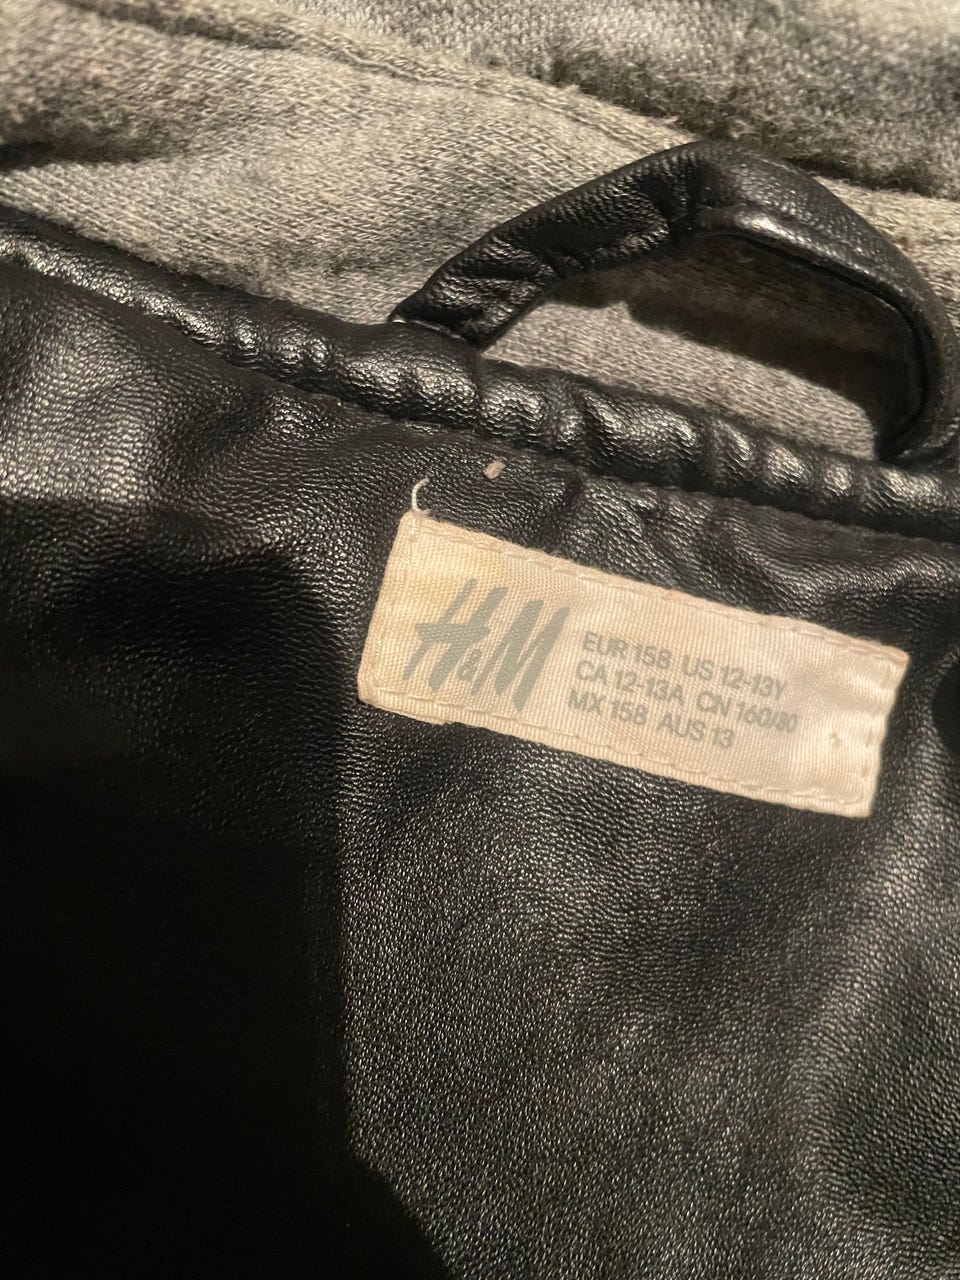 H&M
EUR 158 US 12-13Y
CA 12-13A CN 160/80
MX 158 AUS 13